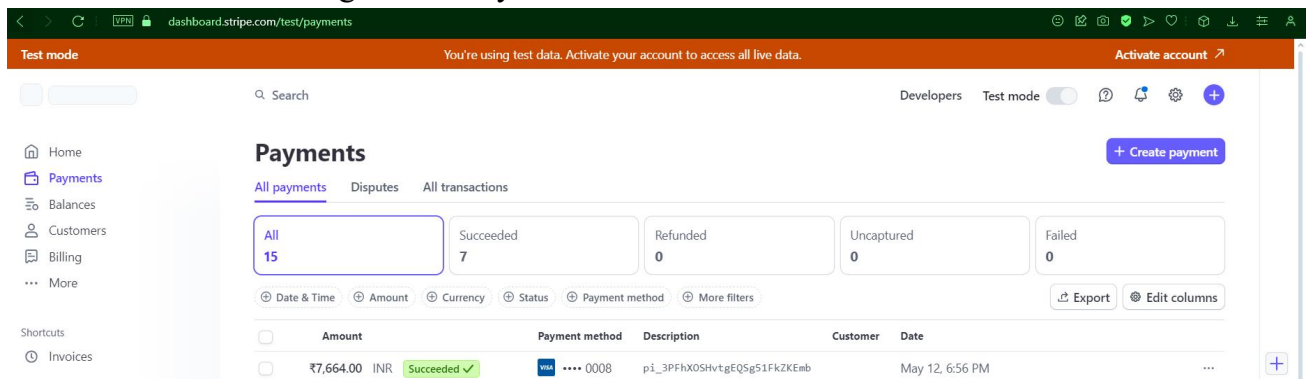 VPN dashboard.stripe.com/test/payments
Test mode You're using test data. Activate your account to access all live data. Activate account
Search Developers Test mode
Home
Payments
Balances
Customers
Billing
More
Shortcuts
Invoices
Payments + Create payment
All payments Disputes All transactions
All Succeeded Refunded Uncaptured Failed
15 7 0 0 0
Date & Time Amount Currency Status Payment method More filters Export Edit columns
Amount Payment method Description Customer Date
₹7,664.00 INR Succeeded ✓ VISA •••• 0008 pi_3PFhXOSHvtgEQSg51FkZKEmb May 12, 6:56 PM ...